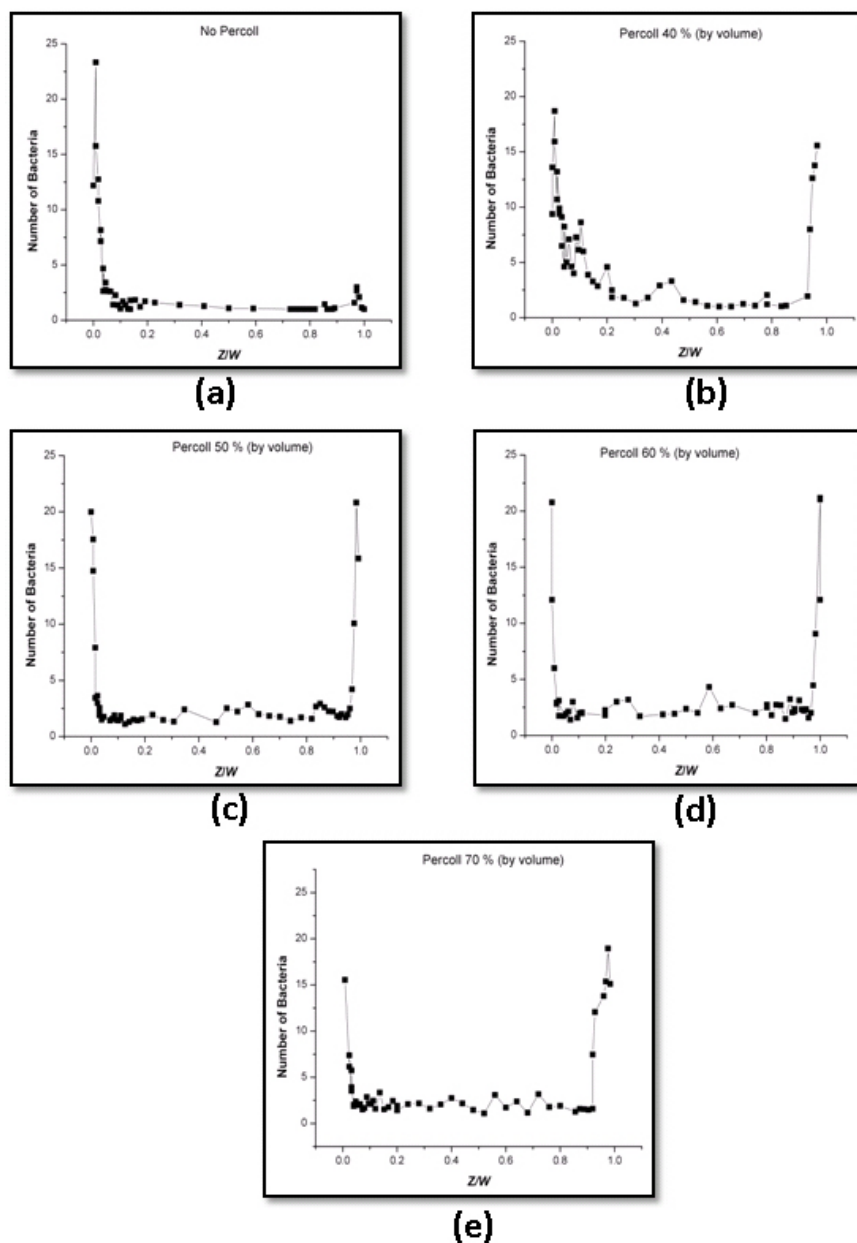 No Percoll
25
20
15
10
5
0
Number of Bacteria
0.0 0.2 0.4 0.6 0.8 1.0
Z/W
(a)
Percoll 40 % (by volume)
25
20
15
10
5
0
Number of Bacteria
0.0 0.2 0.4 0.6 0.8 1.0
Z/W
(b)
Percoll 50 % (by volume)
25
20
15
10
5
0
Number of Bacteria
0.0 0.2 0.4 0.6 0.8 1.0
Z/W
(c)
Percoll 60 % (by volume)
25
20
15
10
5
0
Number of Bacteria
0.0 0.2 0.4 0.6 0.8 1.0
Z/W
(d)
Percoll 70 % (by volume)
25
20
15
10
5
0
Number of Bacteria
0.0 0.2 0.4 0.6 0.8 1.0
Z/W
(e)